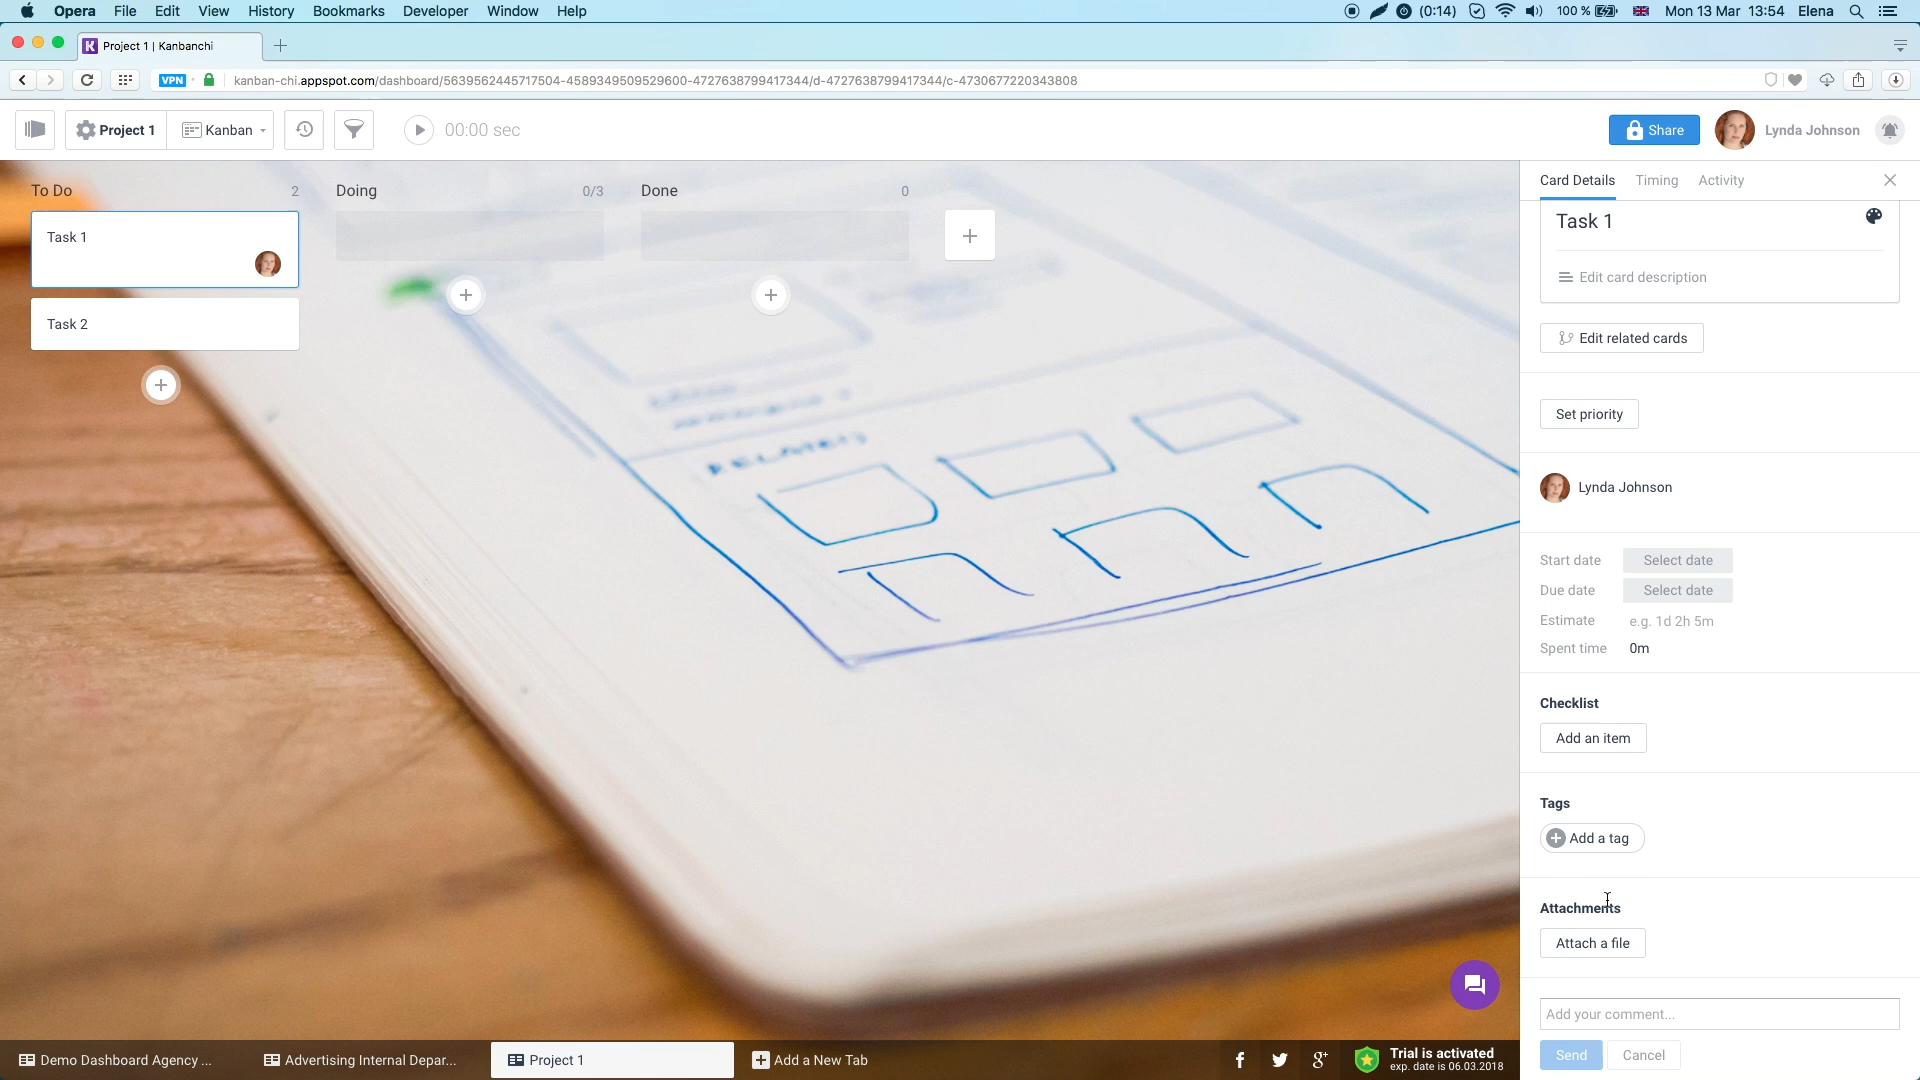 Opera File Edit View History Bookmarks Developer Window Help (0:14) 100 % Mon 13 Mar 13:54 Elena
Project 1 | Kanbanchi
VPN kanban-chi.appspot.com/dashboard/5639562445717504-4589349509529600-4727638799417344/d-4727638799417344/c-4730677220343808
Project 1 Kanban 00:00 sec Share Lynda Johnson
To Do 2 Doing 0/3 Done 0
Task 1
Task 2
RELATED
Card Details Timing Activity
Task 1
Edit card description
Edit related cards
Set priority
Lynda Johnson
Start date Select date
Due date Select date
Estimate e.g. 1d 2h 5m
Spent time 0m
Checklist
Add an item
Tags
Add a tag
Attachments
Attach a file
Add your comment...
Send Cancel
Demo Dashboard Agency ... Advertising Internal Depar... Project 1 Add a New Tab
Trial is activated
exp. date is 06.03.2018